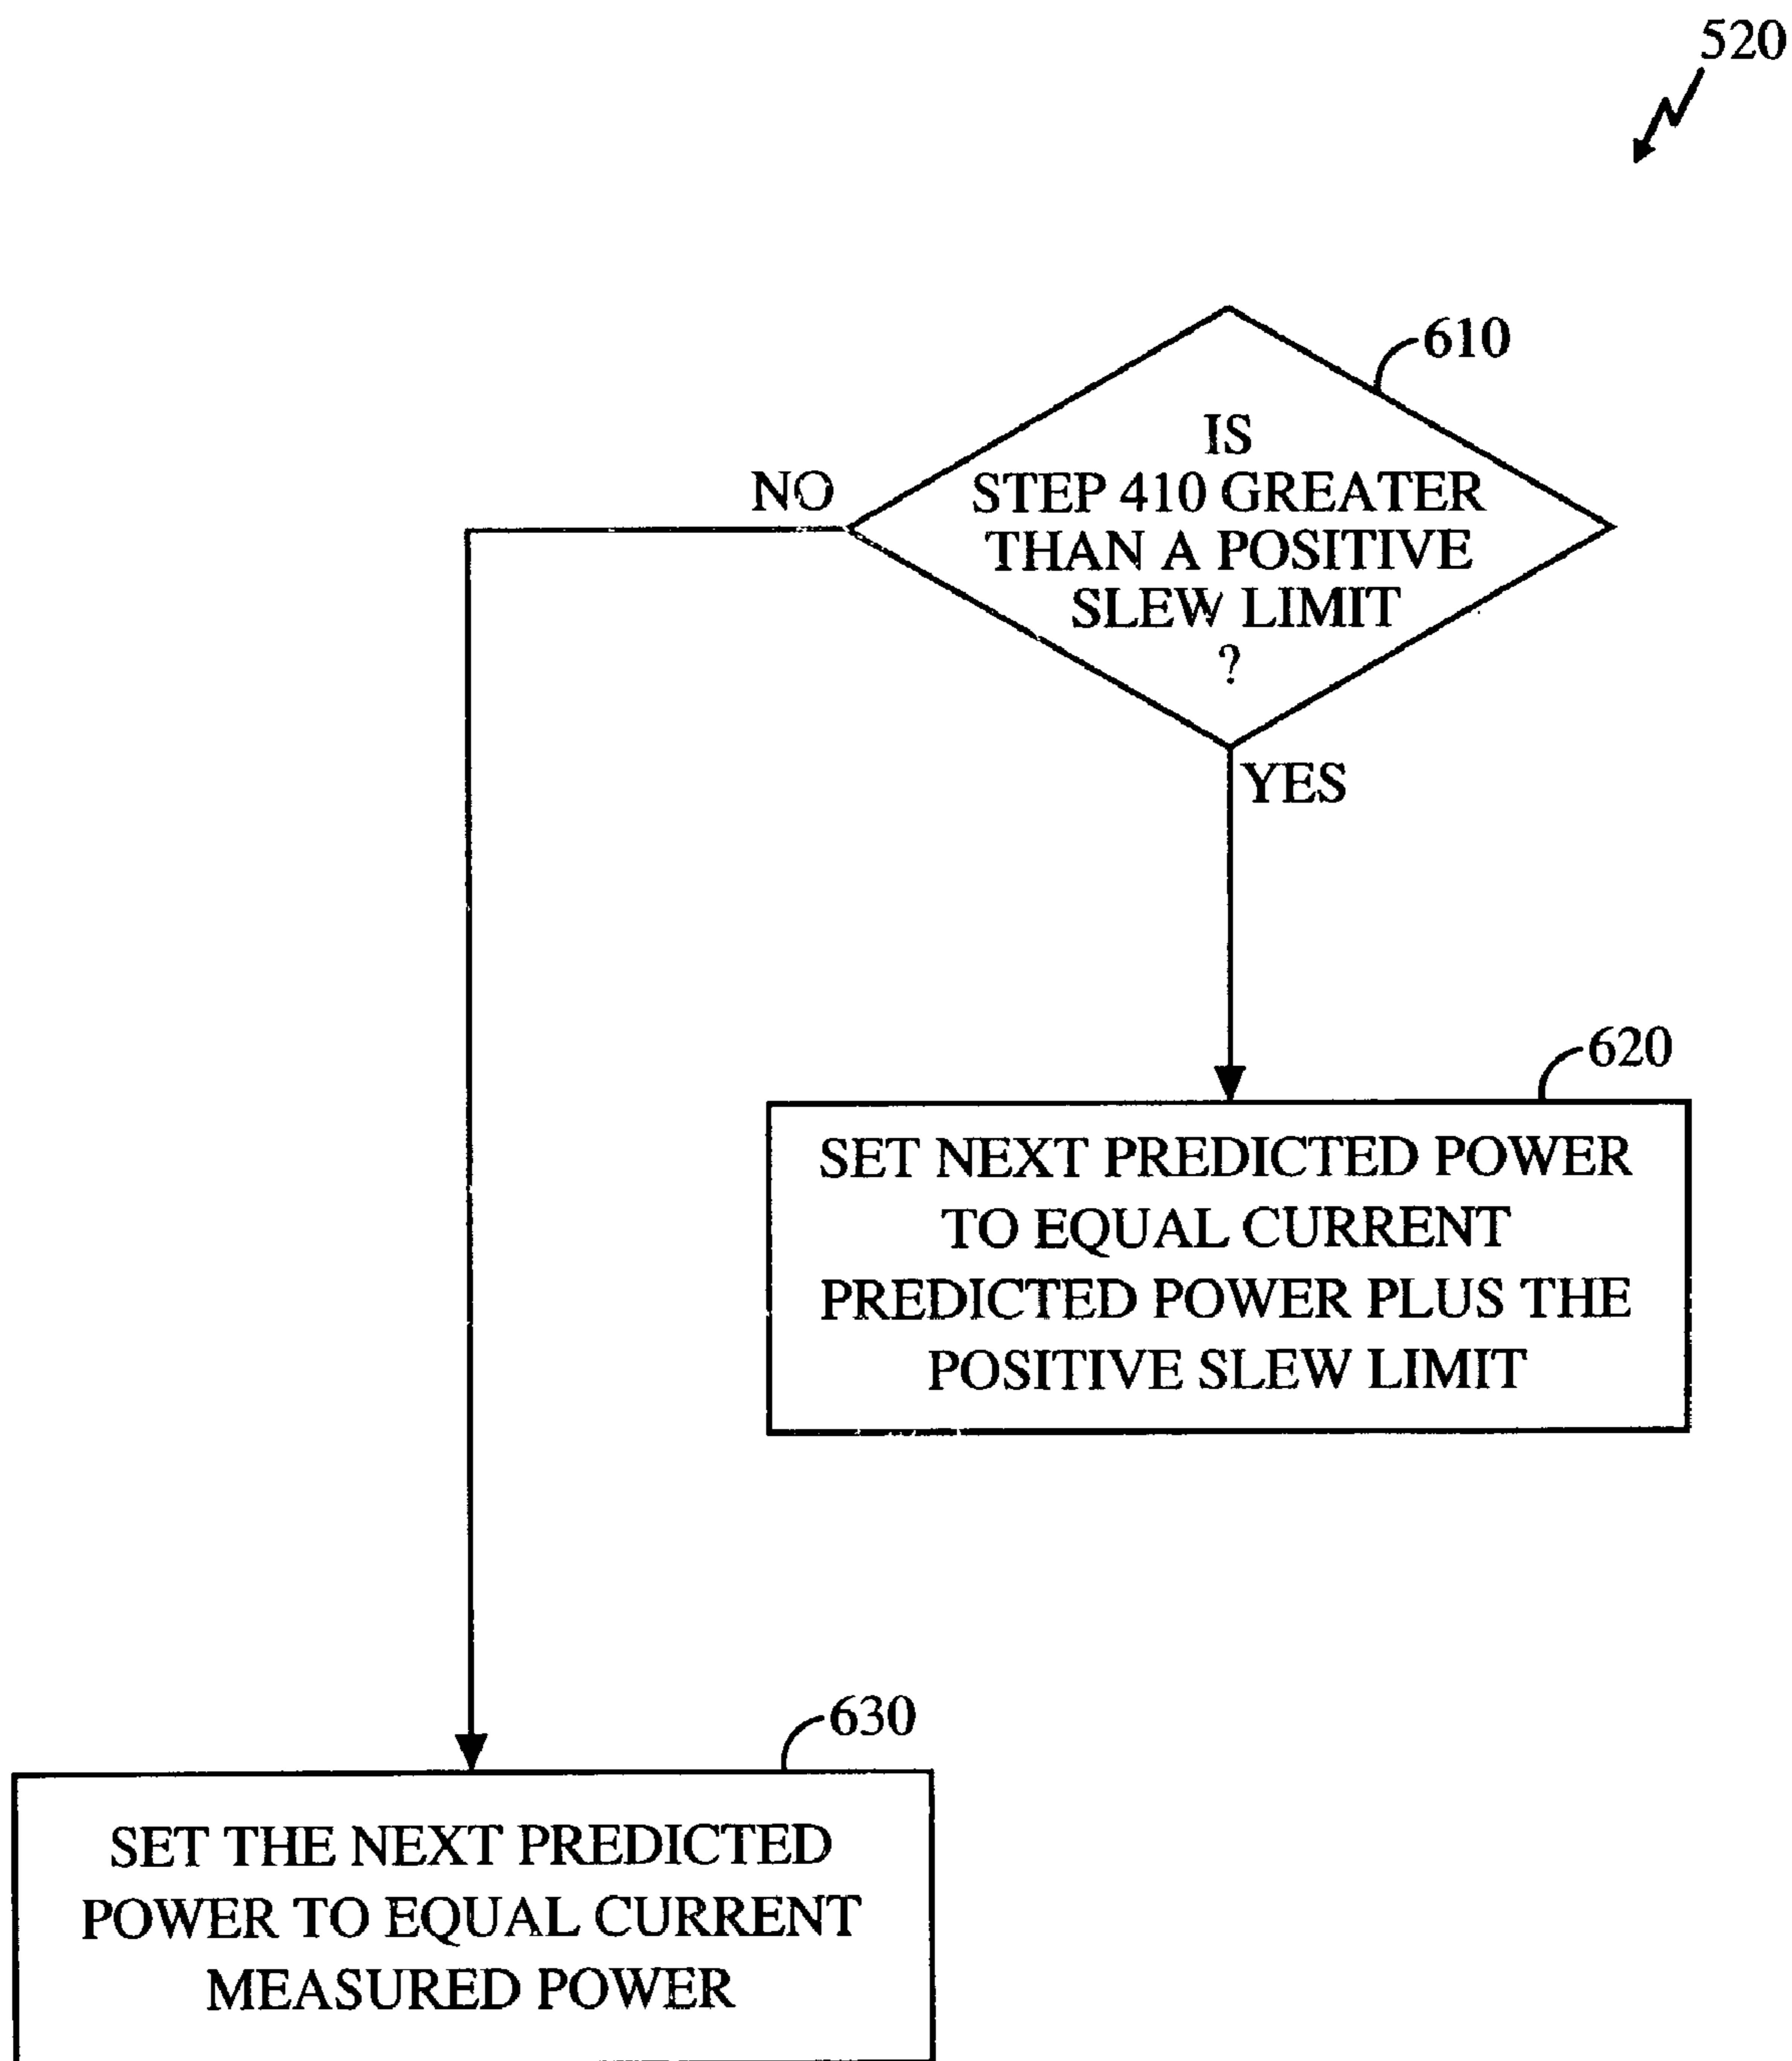 520
610
IS
STEP 410 GREATER
THAN A POSITIVE
SLEW LIMIT
?
NO
YES
620
SET NEXT PREDICTED POWER
TO EQUAL CURRENT
PREDICTED POWER PLUS THE
POSITIVE SLEW LIMIT
630
SET THE NEXT PREDICTED
POWER TO EQUAL CURRENT
MEASURED POWER